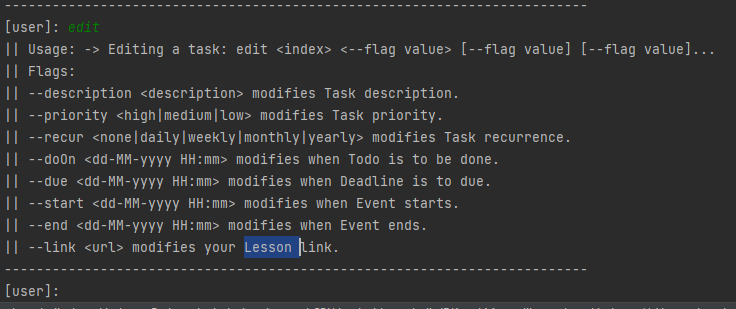 ------------------------------------------------------------------------
[user]: edit
|| Usage: -> Editing a task: edit <index> <--flag value> [--flag value] [--flag value]...
|| Flags:
|| --description <description> modifies Task description.
|| --priority <high|medium|low> modifies Task priority.
|| --recur <none|daily|weekly|monthly|yearly> modifies Task recurrence.
|| --doOn <dd-MM-yyyy HH:mm> modifies when Todo is to be done.
|| --due <dd-MM-yyyy HH:mm> modifies when Deadline is to due.
|| --start <dd-MM-yyyy HH:mm> modifies when Event starts.
|| --end <dd-MM-yyyy HH:mm> modifies when Event ends.
|| --link <url> modifies your Lesson link.
------------------------------------------------------------------------
[user]: